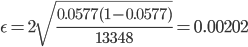 ϵ = 2√(0.0577(1 − 0.0577)/13348) = 0.00202